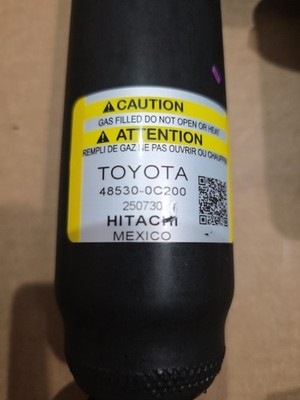 CAUTION
GAS FILLED DO NOT OPEN OR HEAT
ATTENTION
REMPLI DE GAZ NE PAS OUVRIR OU CHAUFFER
TOYOTA
48530-0C200
250730
HITACHI
MEXICO